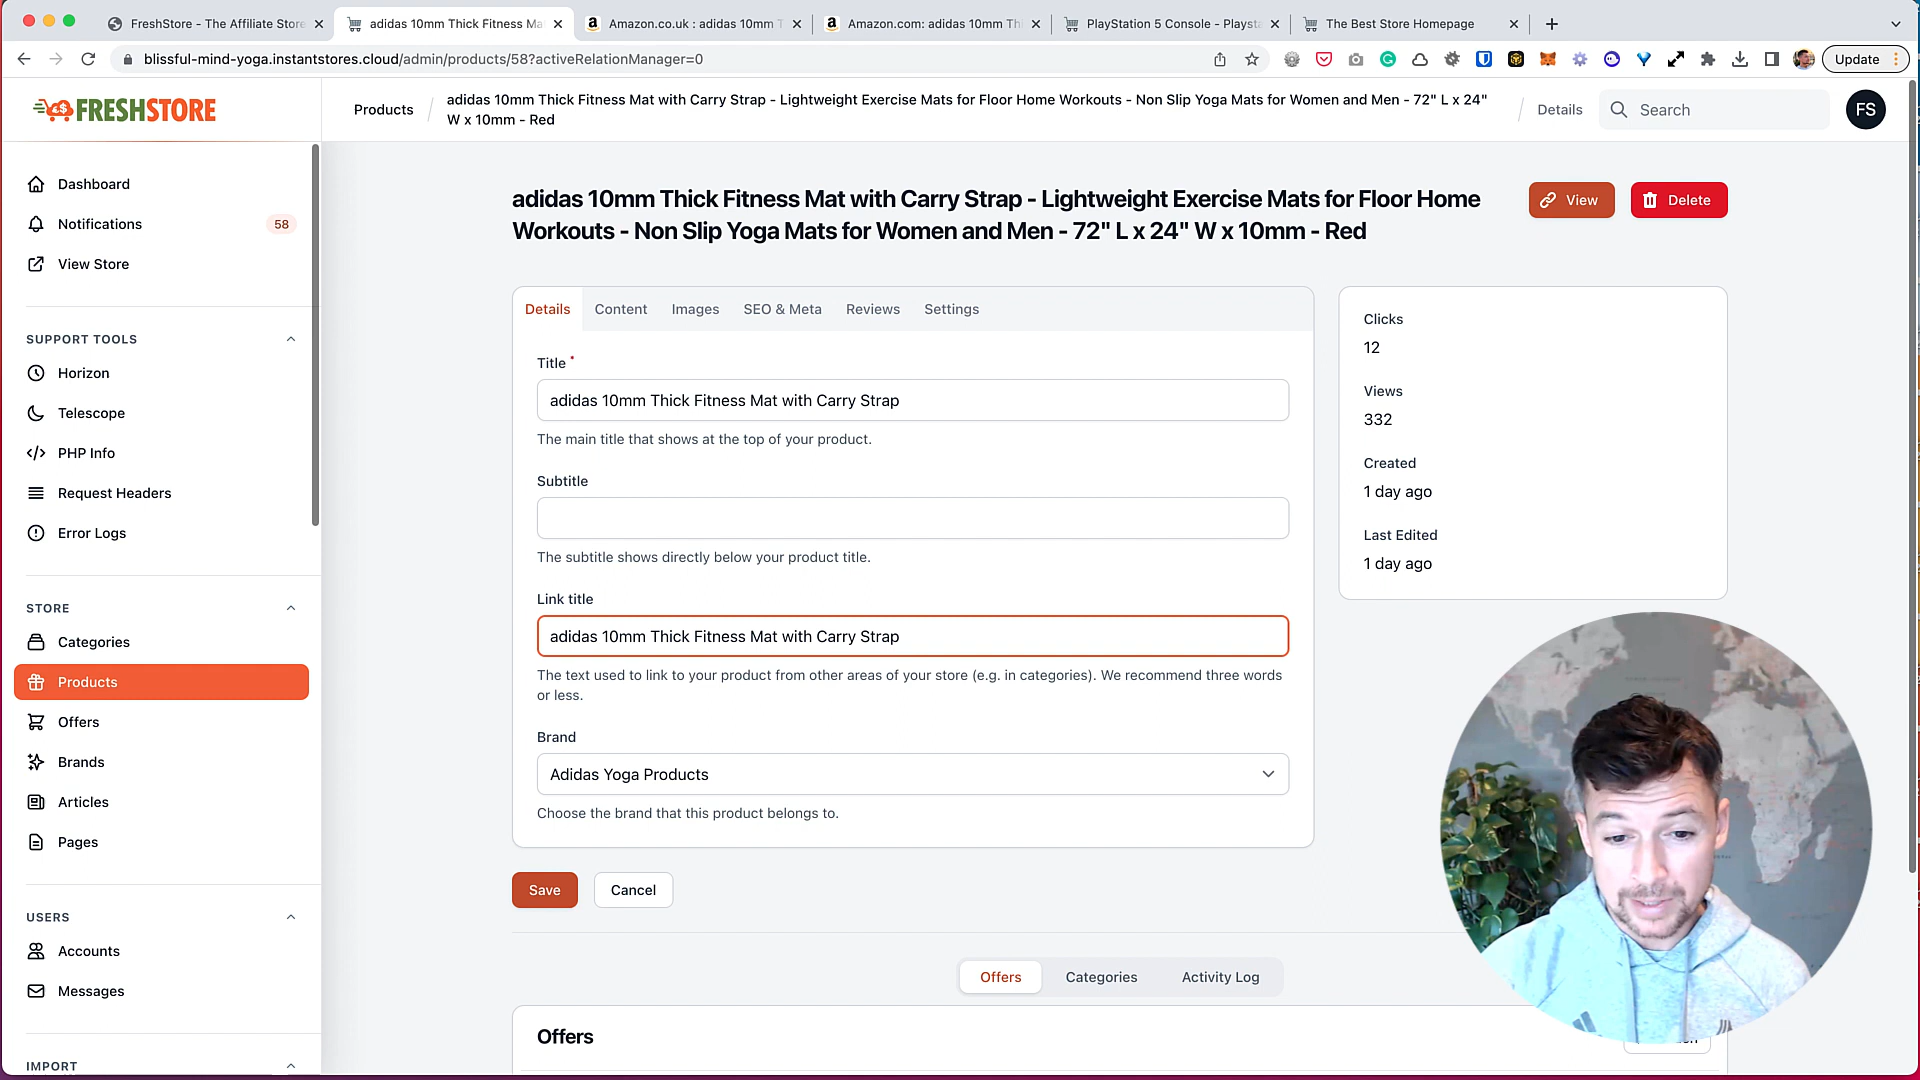 FreshStore - The Affiliate Store
adidas 10mm Thick Fitness Ma
Amazon.co.uk : adidas 10mm T
Amazon.com: adidas 10mm Th
PlayStation 5 Console - Playsta
The Best Store Homepage
blissful-mind-yoga.instantstores.cloud/admin/products/58?activeRelationManager=0
Update
FRESHSTORE
Products
adidas 10mm Thick Fitness Mat with Carry Strap - Lightweight Exercise Mats for Floor Home Workouts - Non Slip Yoga Mats for Women and Men - 72" L x 24"
W x 10mm - Red
Details
Search
FS
Dashboard
Notifications
58
View Store
SUPPORT TOOLS
Horizon
Telescope
PHP Info
Request Headers
Error Logs
STORE
Categories
Products
Offers
Brands
Articles
Pages
USERS
Accounts
Messages
IMPORT
adidas 10mm Thick Fitness Mat with Carry Strap - Lightweight Exercise Mats for Floor Home
Workouts - Non Slip Yoga Mats for Women and Men - 72" L x 24" W x 10mm - Red
View
Delete
Details
Content
Images
SEO & Meta
Reviews
Settings
Title *
adidas 10mm Thick Fitness Mat with Carry Strap
The main title that shows at the top of your product.
Subtitle
The subtitle shows directly below your product title.
Link title
adidas 10mm Thick Fitness Mat with Carry Strap
The text used to link to your product from other areas of your store (e.g. in categories). We recommend three words
or less.
Brand
Adidas Yoga Products
Choose the brand that this product belongs to.
Save
Cancel
Clicks
12
Views
332
Created
1 day ago
Last Edited
1 day ago
Offers
Categories
Activity Log
Offers